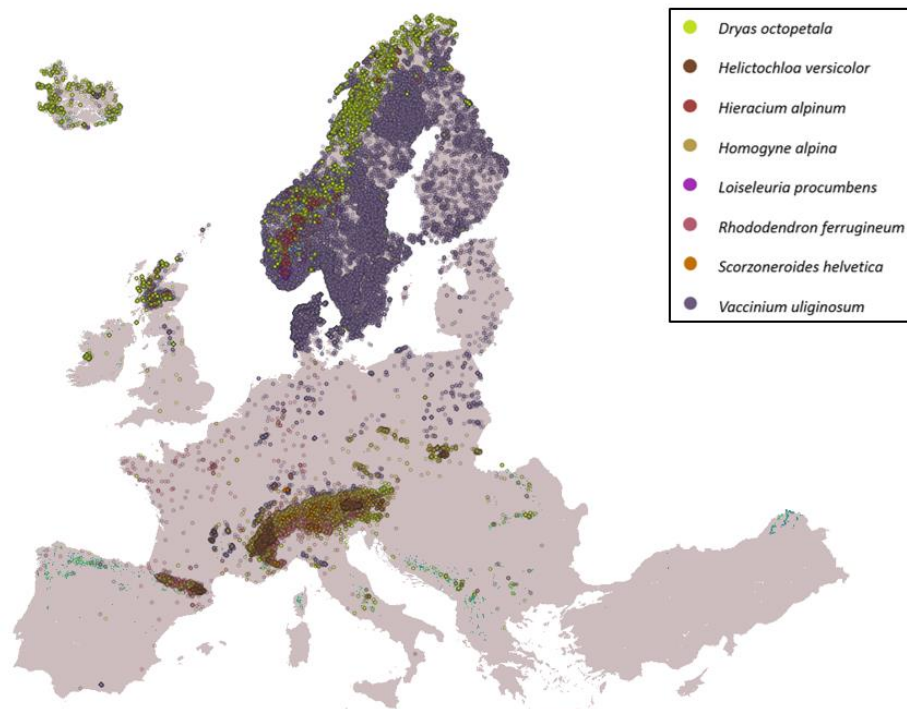 Dryas octopetala
Helictochloa versicolor
Hieracium alpinum
Homogyne alpina
Loiseleuria procumbens
Rhododendron ferrugineum
Scorzoneroides helvetica
Vaccinium uliginosum